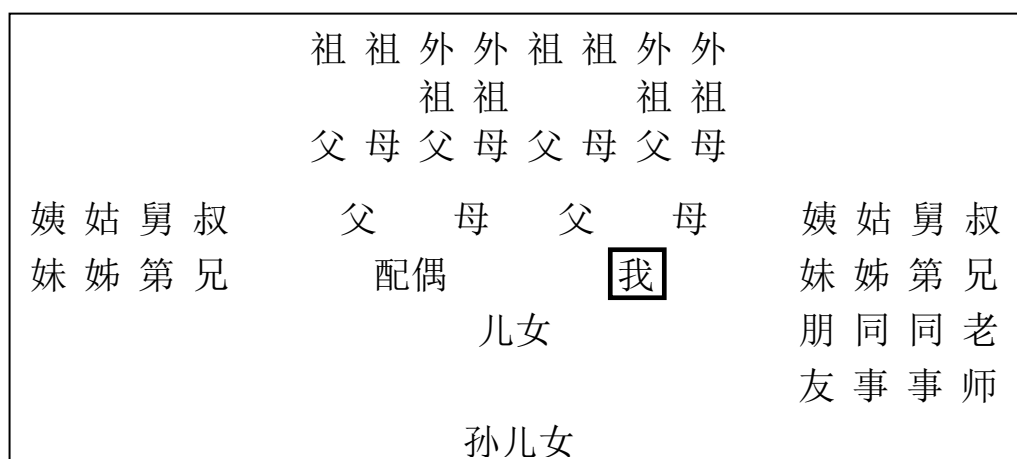 祖 祖 外 外 祖 祖 外 外
祖 祖 祖 祖
父 母 父 母 父 母 父 母
姨 姑 舅 叔 父 母 父 母 姨 姑 舅 叔
妹 姊 第 兄 配偶 我 妹 姊 第 兄
儿女 朋 同 同 老
友 事 事 师
孙儿女